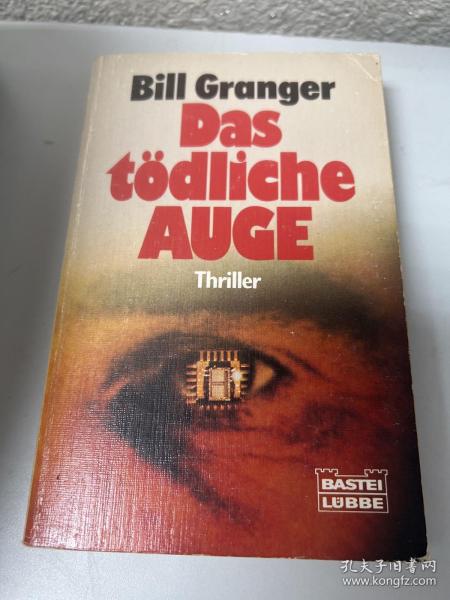 Bill Granger
Das
tödliche
AUGE
Thriller
BASTEI
LÜBBE
孔夫子旧书网
www.kongfz.com